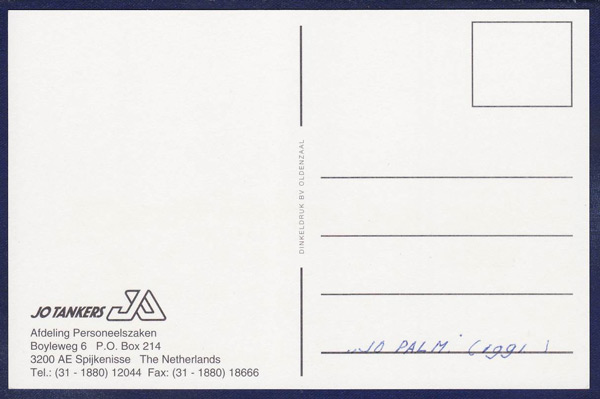 JO TANKERS JA
Afdeling Personeelszaken
Boyleweg 6 P.O. Box 214
3200 AE Spijkenisse The Netherlands
Tel.: (31 - 1880) 12044 Fax: (31 - 1880) 18666
DINKELDRUK BV OLDENZAAL
„JO PALM" (1991)